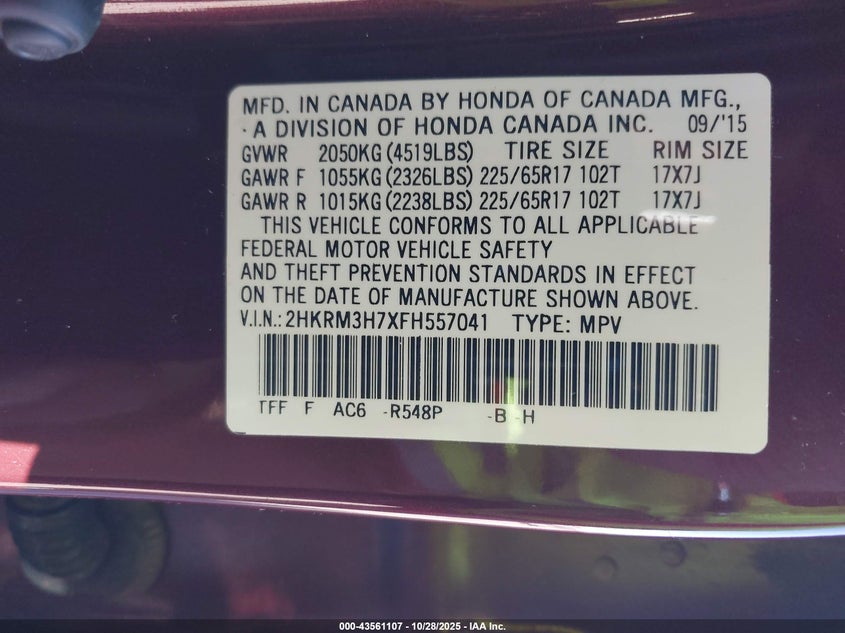 MFD. IN CANADA BY HONDA OF CANADA MFG.,
· A DIVISION OF HONDA CANADA INC. 09/'15
GVWR 2050KG (4519LBS) TIRE SIZE RIM SIZE
GAWR F 1055KG (2326LBS) 225/65R17 102T 17X7J
GAWR R 1015KG (2238LBS) 225/65R17 102T 17X7J
THIS VEHICLE CONFORMS TO ALL APPLICABLE
FEDERAL MOTOR VEHICLE SAFETY
AND THEFT PREVENTION STANDARDS IN EFFECT
ON THE DATE OF MANUFACTURE SHOWN ABOVE.
V.I.N.: 2HKRM3H7XFH557041 TYPE: MPV
TFF F AC6 -R548P -B -H
000-43561107 - 10/28/2025 - IAA Inc.